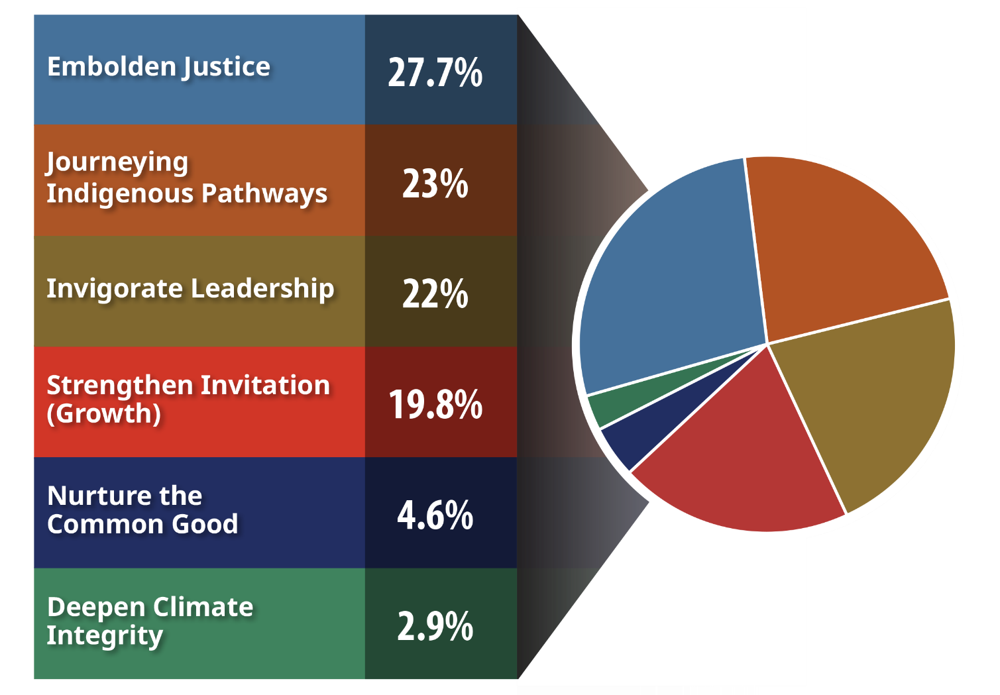 Embolden Justice
27.7%
Journeying
Indigenous Pathways
23%
Invigorate Leadership
22%
Strengthen Invitation
(Growth)
19.8%
Nurture the
Common Good
4.6%
Deepen Climate
Integrity
2.9%